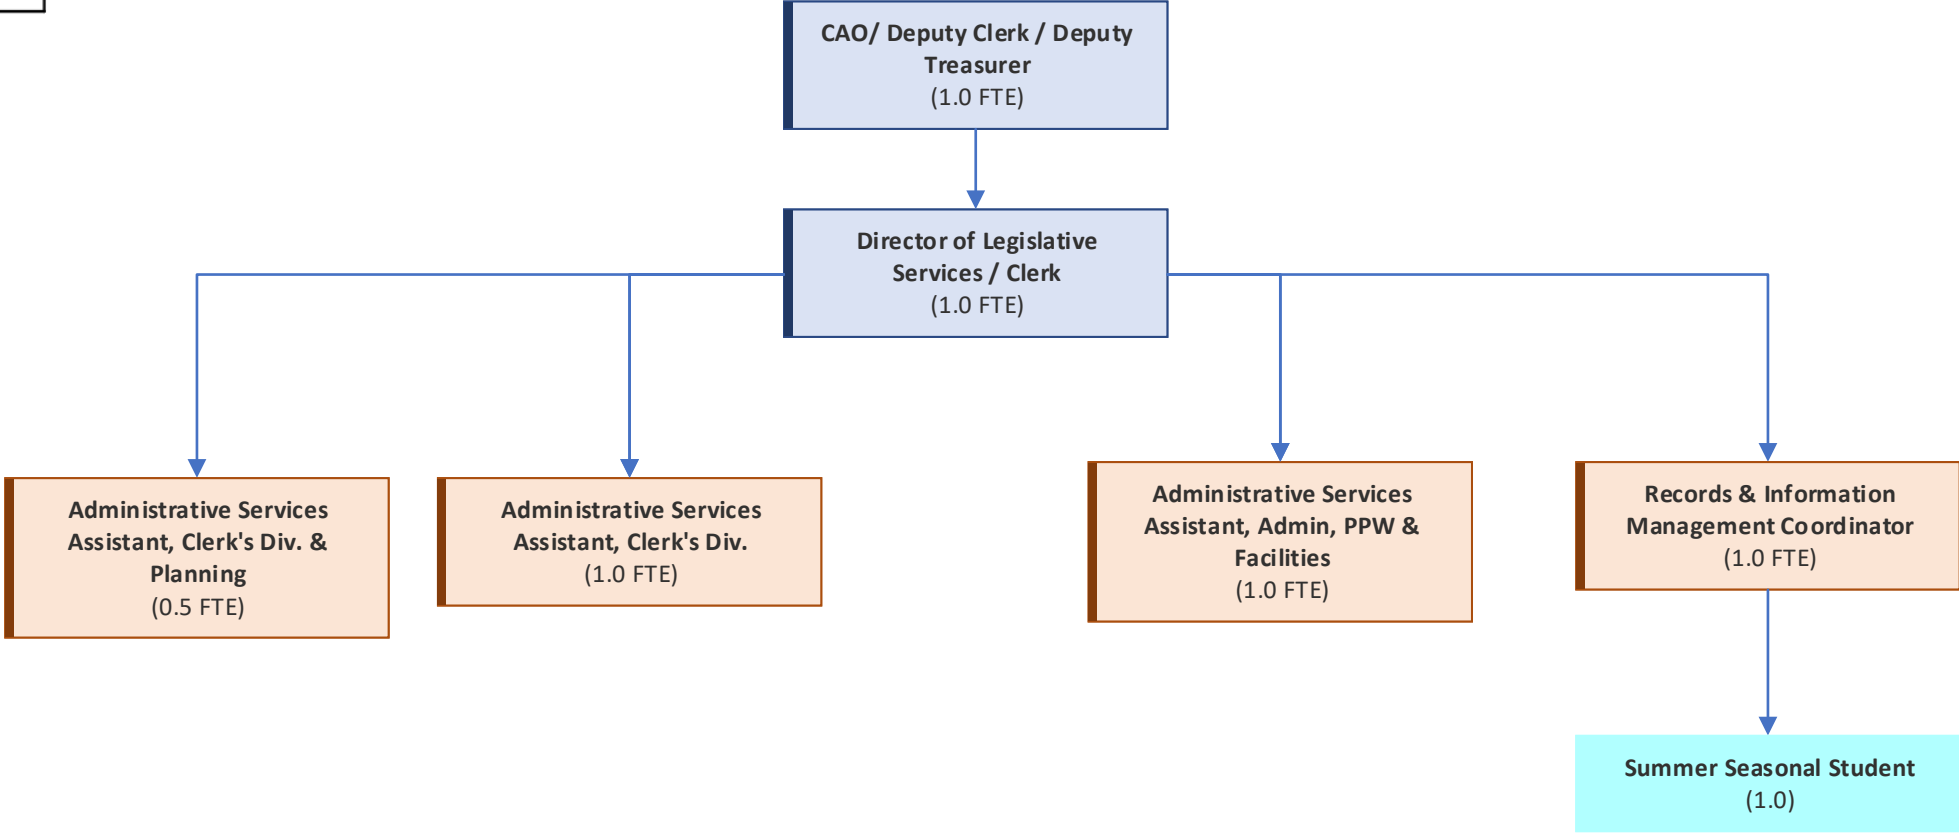 CAO/ Deputy Clerk / Deputy
Treasurer
(1.0 FTE)
Director of Legislative
Services / Clerk
(1.0 FTE)
Administrative Services
Assistant, Clerk's Div. &
Planning
(0.5 FTE)
Administrative Services
Assistant, Clerk's Div.
(1.0 FTE)
Administrative Services
Assistant, Admin, PPW &
Facilities
(1.0 FTE)
Records & Information
Management Coordinator
(1.0 FTE)
Summer Seasonal Student
(1.0)